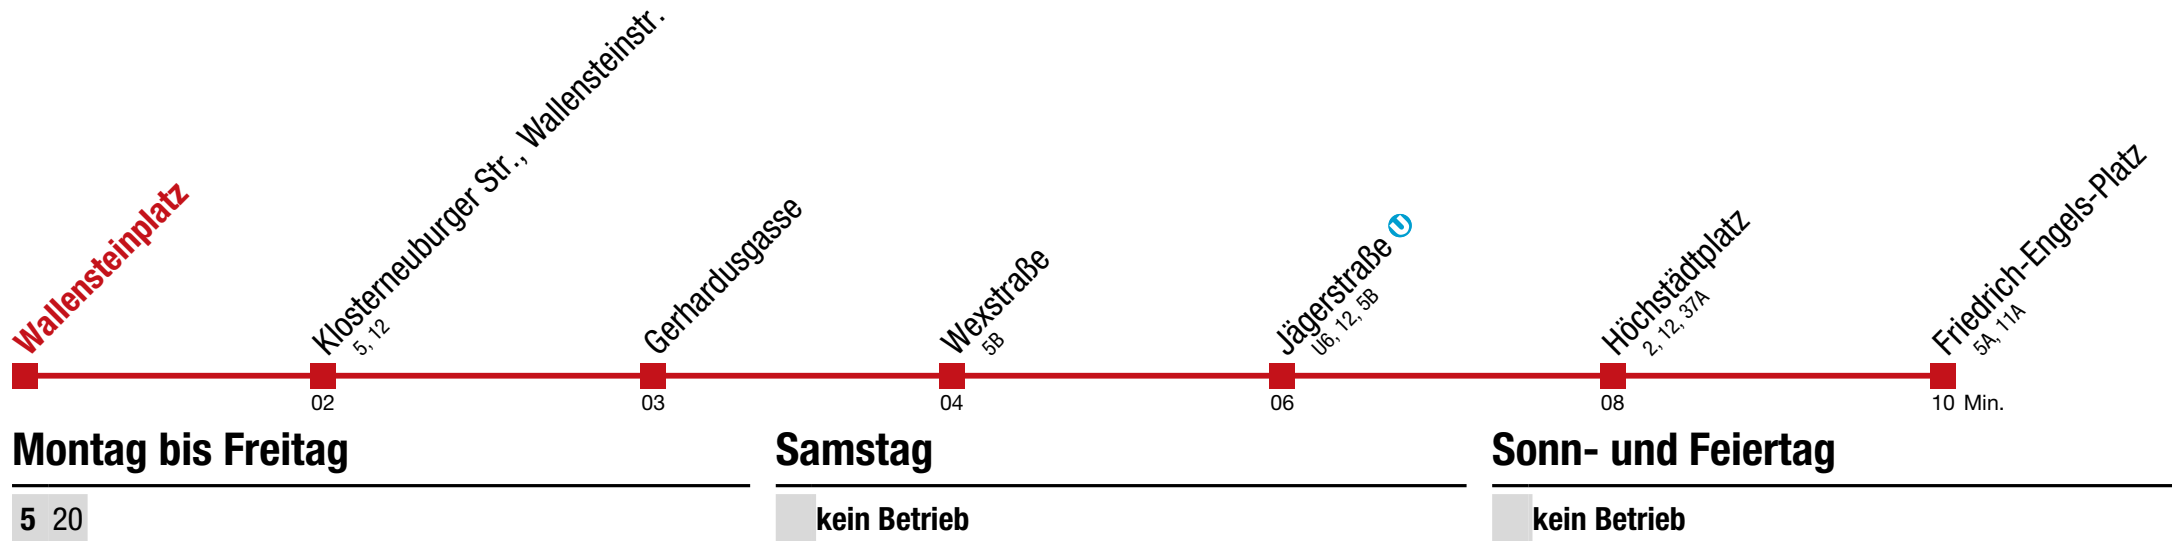 Wallensteinplatz
Klosterneuburger Str., Wallensteinstr.
5, 12
Gerhardusgasse
Wexstraße
5B
Jägerstraße U
U6, 12, 5B
Höchstädtplatz
2, 12, 37A
Friedrich-Engels-Platz
5A, 11A
02 03 04 06 08 10 Min.
Montag bis Freitag
5 20
Samstag
kein Betrieb
Sonn- und Feiertag
kein Betrieb